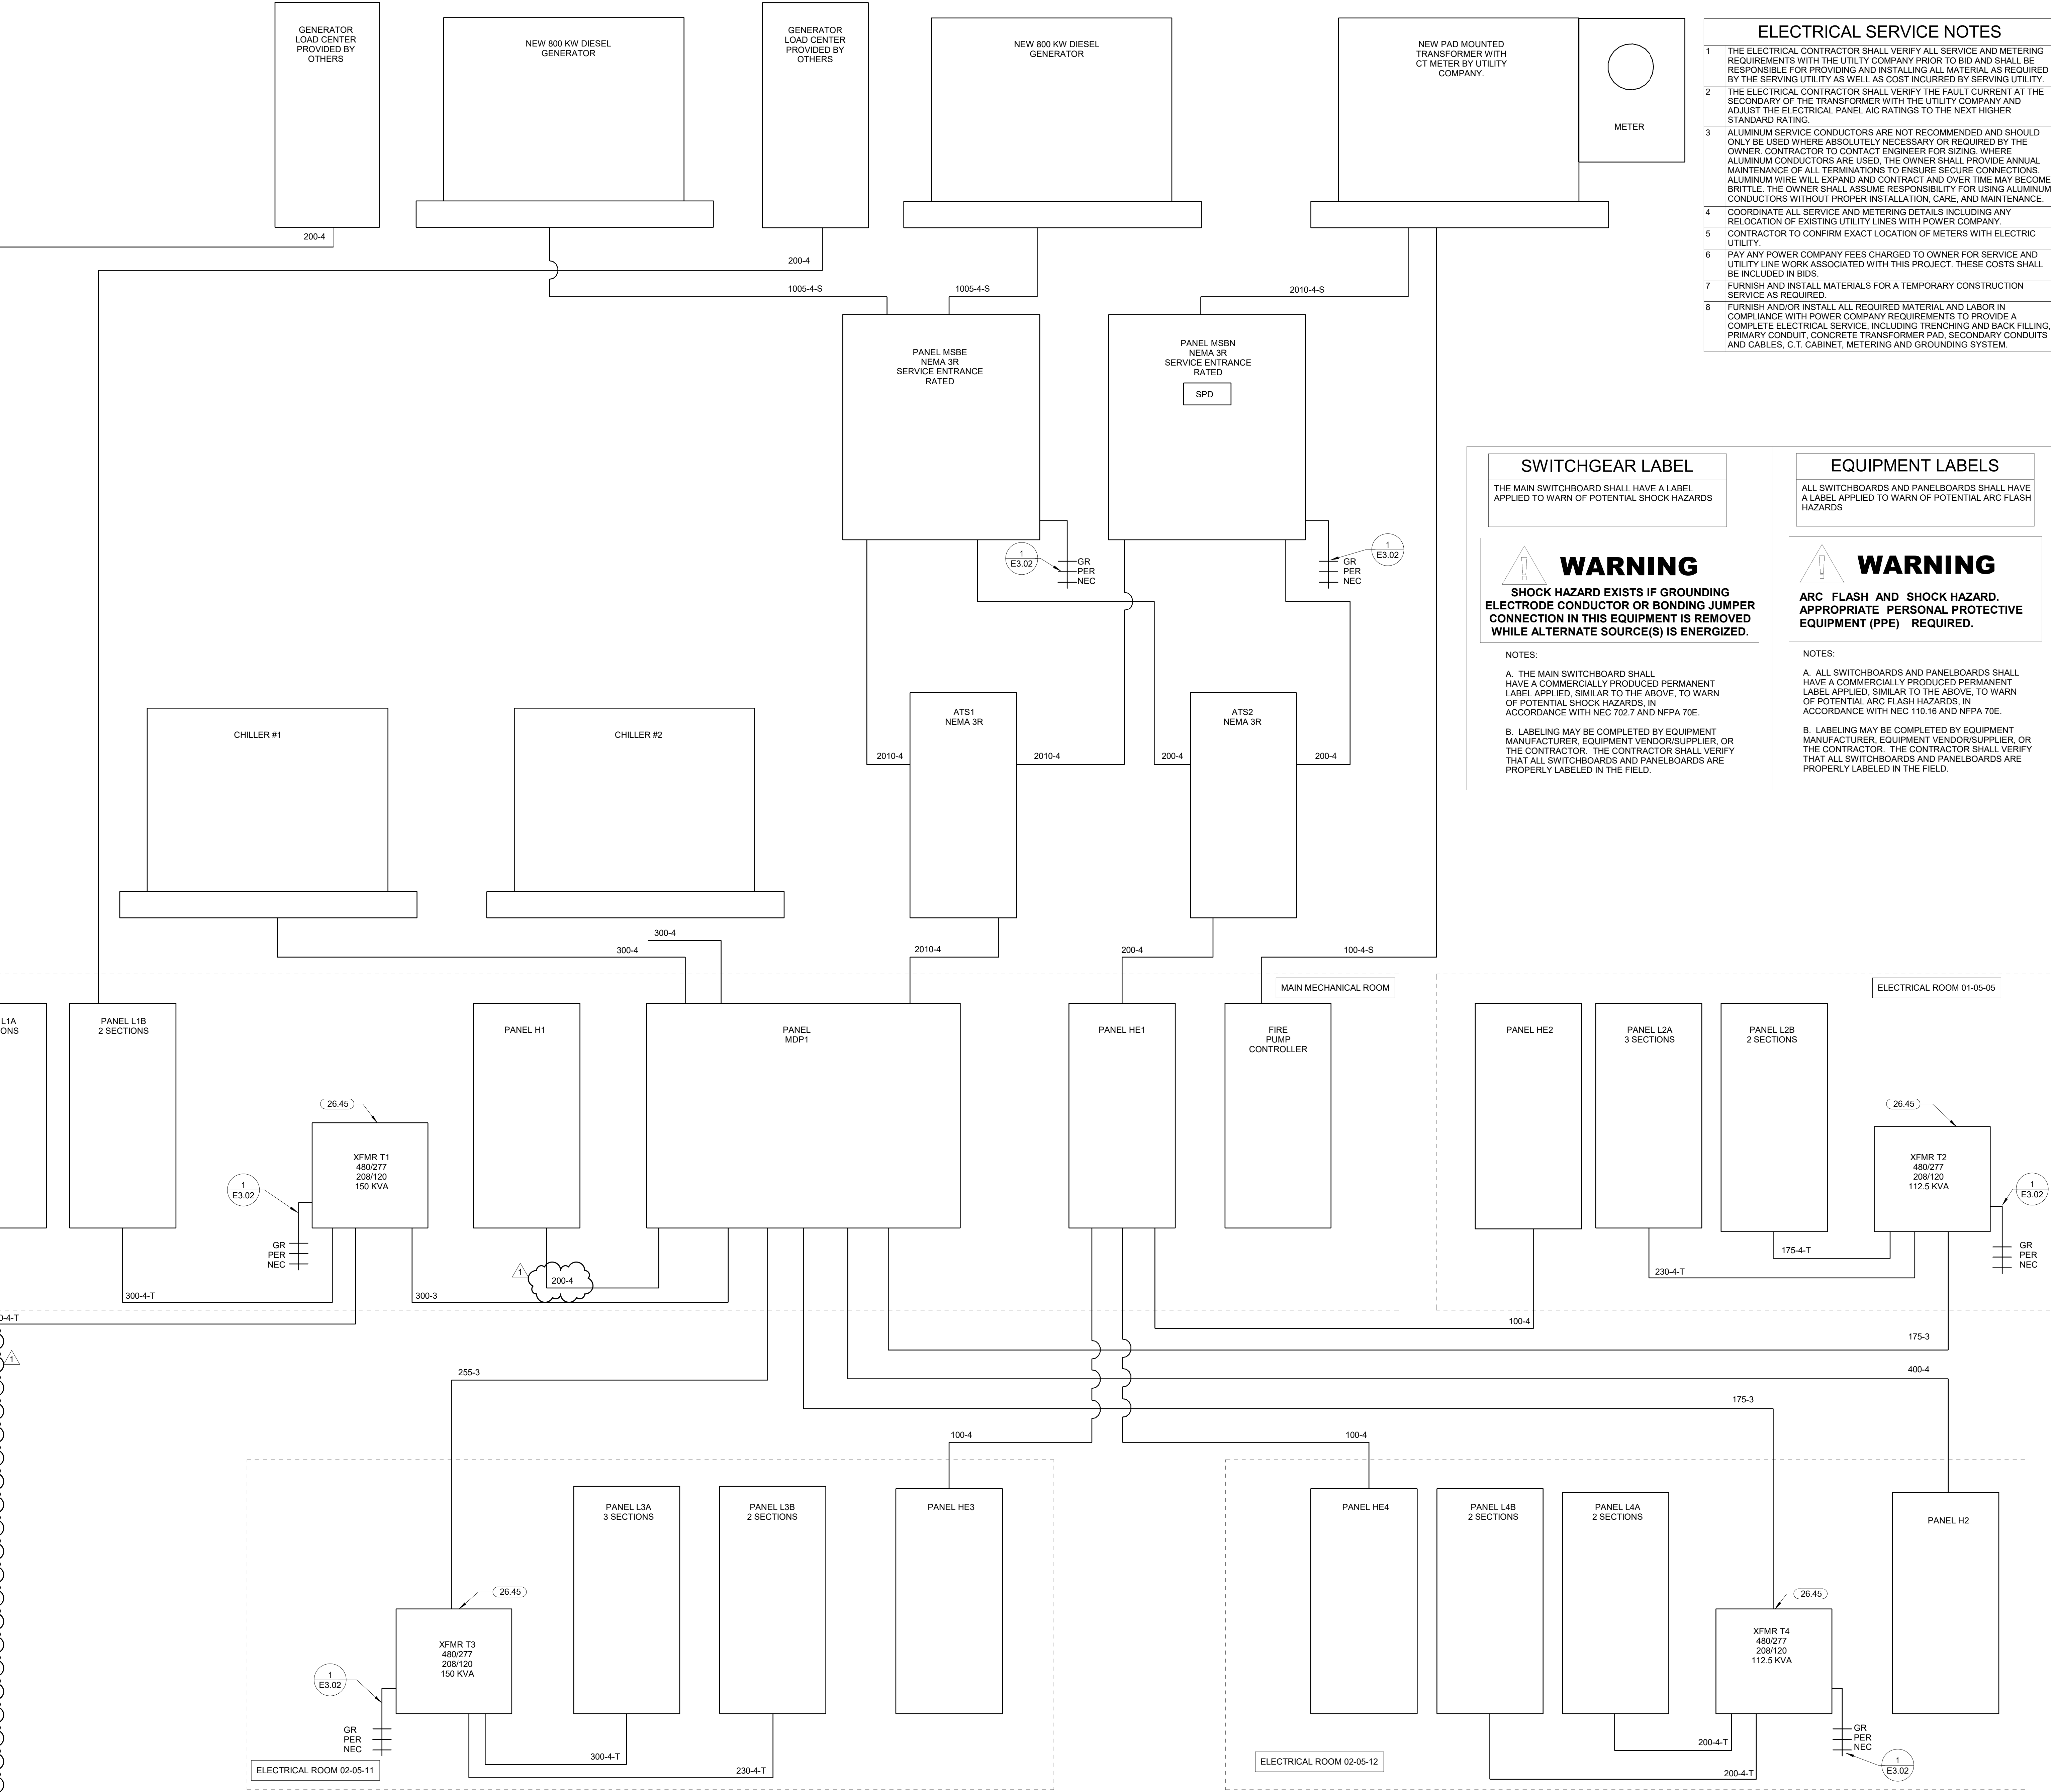 GENERATOR
LOAD CENTER
PROVIDED BY
OTHERS
NEW 800 KW DIESEL
GENERATOR
GENERATOR
LOAD CENTER
PROVIDED BY
OTHERS
NEW 800 KW DIESEL
GENERATOR
NEW PAD MOUNTED
TRANSFORMER WITH
CT METER BY UTILITY
COMPANY.
METER
ELECTRICAL SERVICE NOTES
1 THE ELECTRICAL CONTRACTOR SHALL VERIFY ALL SERVICE AND METERING
REQUIREMENTS WITH THE UTILTY COMPANY PRIOR TO BID AND SHALL BE
RESPONSIBLE FOR PROVIDING AND INSTALLING ALL MATERIAL AS REQUIRED
BY THE SERVING UTILITY AS WELL AS COST INCURRED BY SERVING UTILITY.
2 THE ELECTRICAL CONTRACTOR SHALL VERIFY THE FAULT CURRENT AT THE
SECONDARY OF THE TRANSFORMER WITH THE UTILITY COMPANY AND
ADJUST THE ELECTRICAL PANEL AIC RATINGS TO THE NEXT HIGHER
STANDARD RATING.
3 ALUMINUM SERVICE CONDUCTORS ARE NOT RECOMMENDED AND SHOULD
ONLY BE USED WHERE ABSOLUTELY NECESSARY OR REQUIRED BY THE
OWNER. CONTRACTOR TO CONTACT ENGINEER FOR SIZING. WHERE
ALUMINUM CONDUCTORS ARE USED, THE OWNER SHALL PROVIDE ANNUAL
MAINTENANCE OF ALL TERMINATIONS TO ENSURE SECURE CONNECTIONS.
ALUMINUM WIRE WILL EXPAND AND CONTRACT AND OVER TIME MAY BECOME
BRITTLE. THE OWNER SHALL ASSUME RESPONSIBILITY FOR USING ALUMINUM
CONDUCTORS WITHOUT PROPER INSTALLATION, CARE, AND MAINTENANCE.
4 COORDINATE ALL SERVICE AND METERING DETAILS INCLUDING ANY
RELOCATION OF EXISTING UTILITY LINES WITH POWER COMPANY.
5 CONTRACTOR TO CONFIRM EXACT LOCATION OF METERS WITH ELECTRIC
UTILITY.
6 PAY ANY POWER COMPANY FEES CHARGED TO OWNER FOR SERVICE AND
UTILITY LINE WORK ASSOCIATED WITH THIS PROJECT. THESE COSTS SHALL
BE INCLUDED IN BIDS.
7 FURNISH AND INSTALL MATERIALS FOR A TEMPORARY CONSTRUCTION
SERVICE AS REQUIRED.
8 FURNISH AND/OR INSTALL ALL REQUIRED MATERIAL AND LABOR IN
COMPLIANCE WITH POWER COMPANY REQUIREMENTS TO PROVIDE A
COMPLETE ELECTRICAL SERVICE, INCLUDING TRENCHING AND BACK FILLING,
PRIMARY CONDUIT, CONCRETE TRANSFORMER PAD, SECONDARY CONDUITS
AND CABLES, C.T. CABINET, METERING AND GROUNDING SYSTEM.
200-4
200-4
1005-4-S
1005-4-S
2010-4-S
PANEL MSBE
NEMA 3R
SERVICE ENTRANCE
RATED
PANEL MSBN
NEMA 3R
SERVICE ENTRANCE
RATED
SPD
1
E3.02
GR
PER
NEC
1
E3.02
GR
PER
NEC
SWITCHGEAR LABEL
THE MAIN SWITCHBOARD SHALL HAVE A LABEL
APPLIED TO WARN OF POTENTIAL SHOCK HAZARDS
WARNING
SHOCK HAZARD EXISTS IF GROUNDING
ELECTRODE CONDUCTOR OR BONDING JUMPER
CONNECTION IN THIS EQUIPMENT IS REMOVED
WHILE ALTERNATE SOURCE(S) IS ENERGIZED.
NOTES:
A. THE MAIN SWITCHBOARD SHALL
HAVE A COMMERCIALLY PRODUCED PERMANENT
LABEL APPLIED, SIMILAR TO THE ABOVE, TO WARN
OF POTENTIAL SHOCK HAZARDS, IN
ACCORDANCE WITH NEC 702.7 AND NFPA 70E.
B. LABELING MAY BE COMPLETED BY EQUIPMENT
MANUFACTURER, EQUIPMENT VENDOR/SUPPLIER, OR
THE CONTRACTOR. THE CONTRACTOR SHALL VERIFY
THAT ALL SWITCHBOARDS AND PANELBOARDS ARE
PROPERLY LABELED IN THE FIELD.
EQUIPMENT LABELS
ALL SWITCHBOARDS AND PANELBOARDS SHALL HAVE
A LABEL APPLIED TO WARN OF POTENTIAL ARC FLASH
HAZARDS
WARNING
ARC FLASH AND SHOCK HAZARD.
APPROPRIATE PERSONAL PROTECTIVE
EQUIPMENT (PPE) REQUIRED.
NOTES:
A. ALL SWITCHBOARDS AND PANELBOARDS SHALL
HAVE A COMMERCIALLY PRODUCED PERMANENT
LABEL APPLIED, SIMILAR TO THE ABOVE, TO WARN
OF POTENTIAL ARC FLASH HAZARDS, IN
ACCORDANCE WITH NEC 110.16 AND NFPA 70E.
B. LABELING MAY BE COMPLETED BY EQUIPMENT
MANUFACTURER, EQUIPMENT VENDOR/SUPPLIER, OR
THE CONTRACTOR. THE CONTRACTOR SHALL VERIFY
THAT ALL SWITCHBOARDS AND PANELBOARDS ARE
PROPERLY LABELED IN THE FIELD.
CHILLER #1
CHILLER #2
ATS1
NEMA 3R
ATS2
NEMA 3R
2010-4
2010-4
200-4
200-4
300-4
300-4
2010-4
200-4
100-4-S
MAIN MECHANICAL ROOM
ELECTRICAL ROOM 01-05-05
L1A
ONS
PANEL L1B
2 SECTIONS
PANEL H1
PANEL
MDP1
PANEL HE1
FIRE
PUMP
CONTROLLER
PANEL HE2
PANEL L2A
3 SECTIONS
PANEL L2B
2 SECTIONS
26.45
XFMR T1
480/277
208/120
150 KVA
1
E3.02
GR
PER
NEC
26.45
XFMR T2
480/277
208/120
112.5 KVA
1
E3.02
GR
PER
NEC
175-4-T
230-4-T
1
200-4
300-4-T
300-3
0-4-T
100-4
175-3
1
255-3
400-4
175-3
100-4
100-4
PANEL L3A
3 SECTIONS
PANEL L3B
2 SECTIONS
PANEL HE3
PANEL HE4
PANEL L4B
2 SECTIONS
PANEL L4A
2 SECTIONS
PANEL H2
26.45
XFMR T3
480/277
208/120
150 KVA
1
E3.02
GR
PER
NEC
300-4-T
230-4-T
ELECTRICAL ROOM 02-05-11
26.45
XFMR T4
480/277
208/120
112.5 KVA
GR
PER
NEC
1
E3.02
200-4-T
200-4-T
ELECTRICAL ROOM 02-05-12